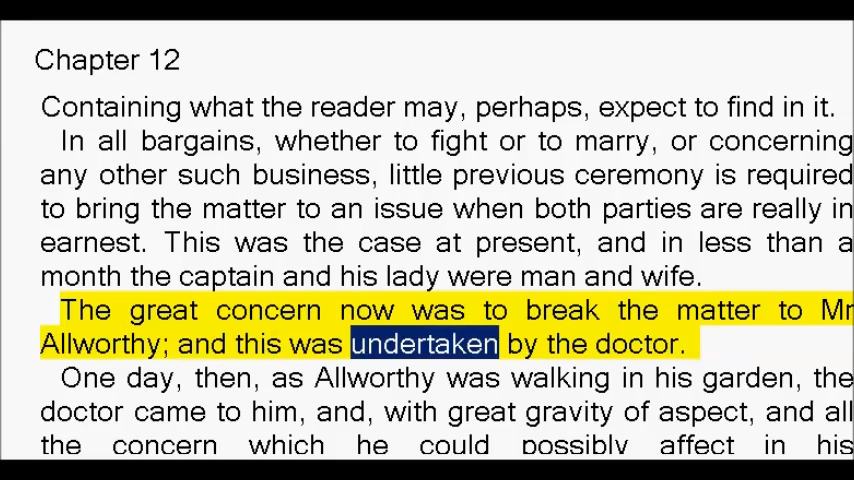 Chapter 12
Containing what the reader may, perhaps, expect to find in it.
In all bargains, whether to fight or to marry, or concerning
any other such business, little previous ceremony is required
to bring the matter to an issue when both parties are really in
earnest. This was the case at present, and in less than a
month the captain and his lady were man and wife.
The great concern now was to break the matter to Mr
Allworthy; and this was undertaken by the doctor.
One day, then, as Allworthy was walking in his garden, the
doctor came to him, and, with great gravity of aspect, and all
the concern which he could possibly affect in his